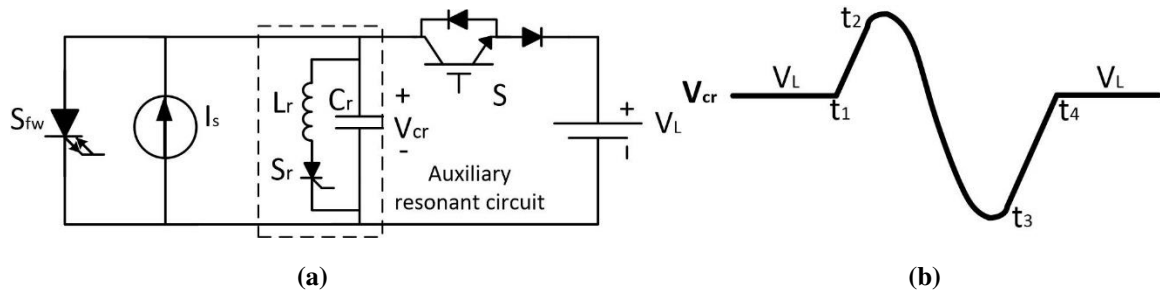 S
V_L
V_L
V_cr
t_1
t_2
t_3
t_4
S_fw
I_s
L_r
C_r
+
V_cr
-
S_r
+
V_L
Auxiliary
resonant circuit
(a)
(b)